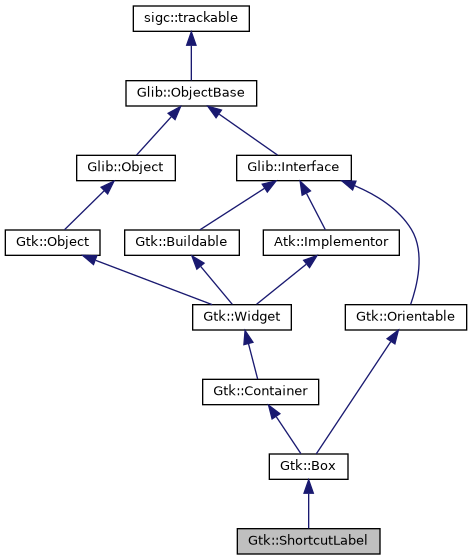 sigc::trackable
Glib::ObjectBase
Glib::Object
Glib::Interface
Gtk::Object
Gtk::Buildable
Atk::Implementor
Gtk::Widget
Gtk::Orientable
Gtk::Container
Gtk::Box
Gtk::ShortcutLabel